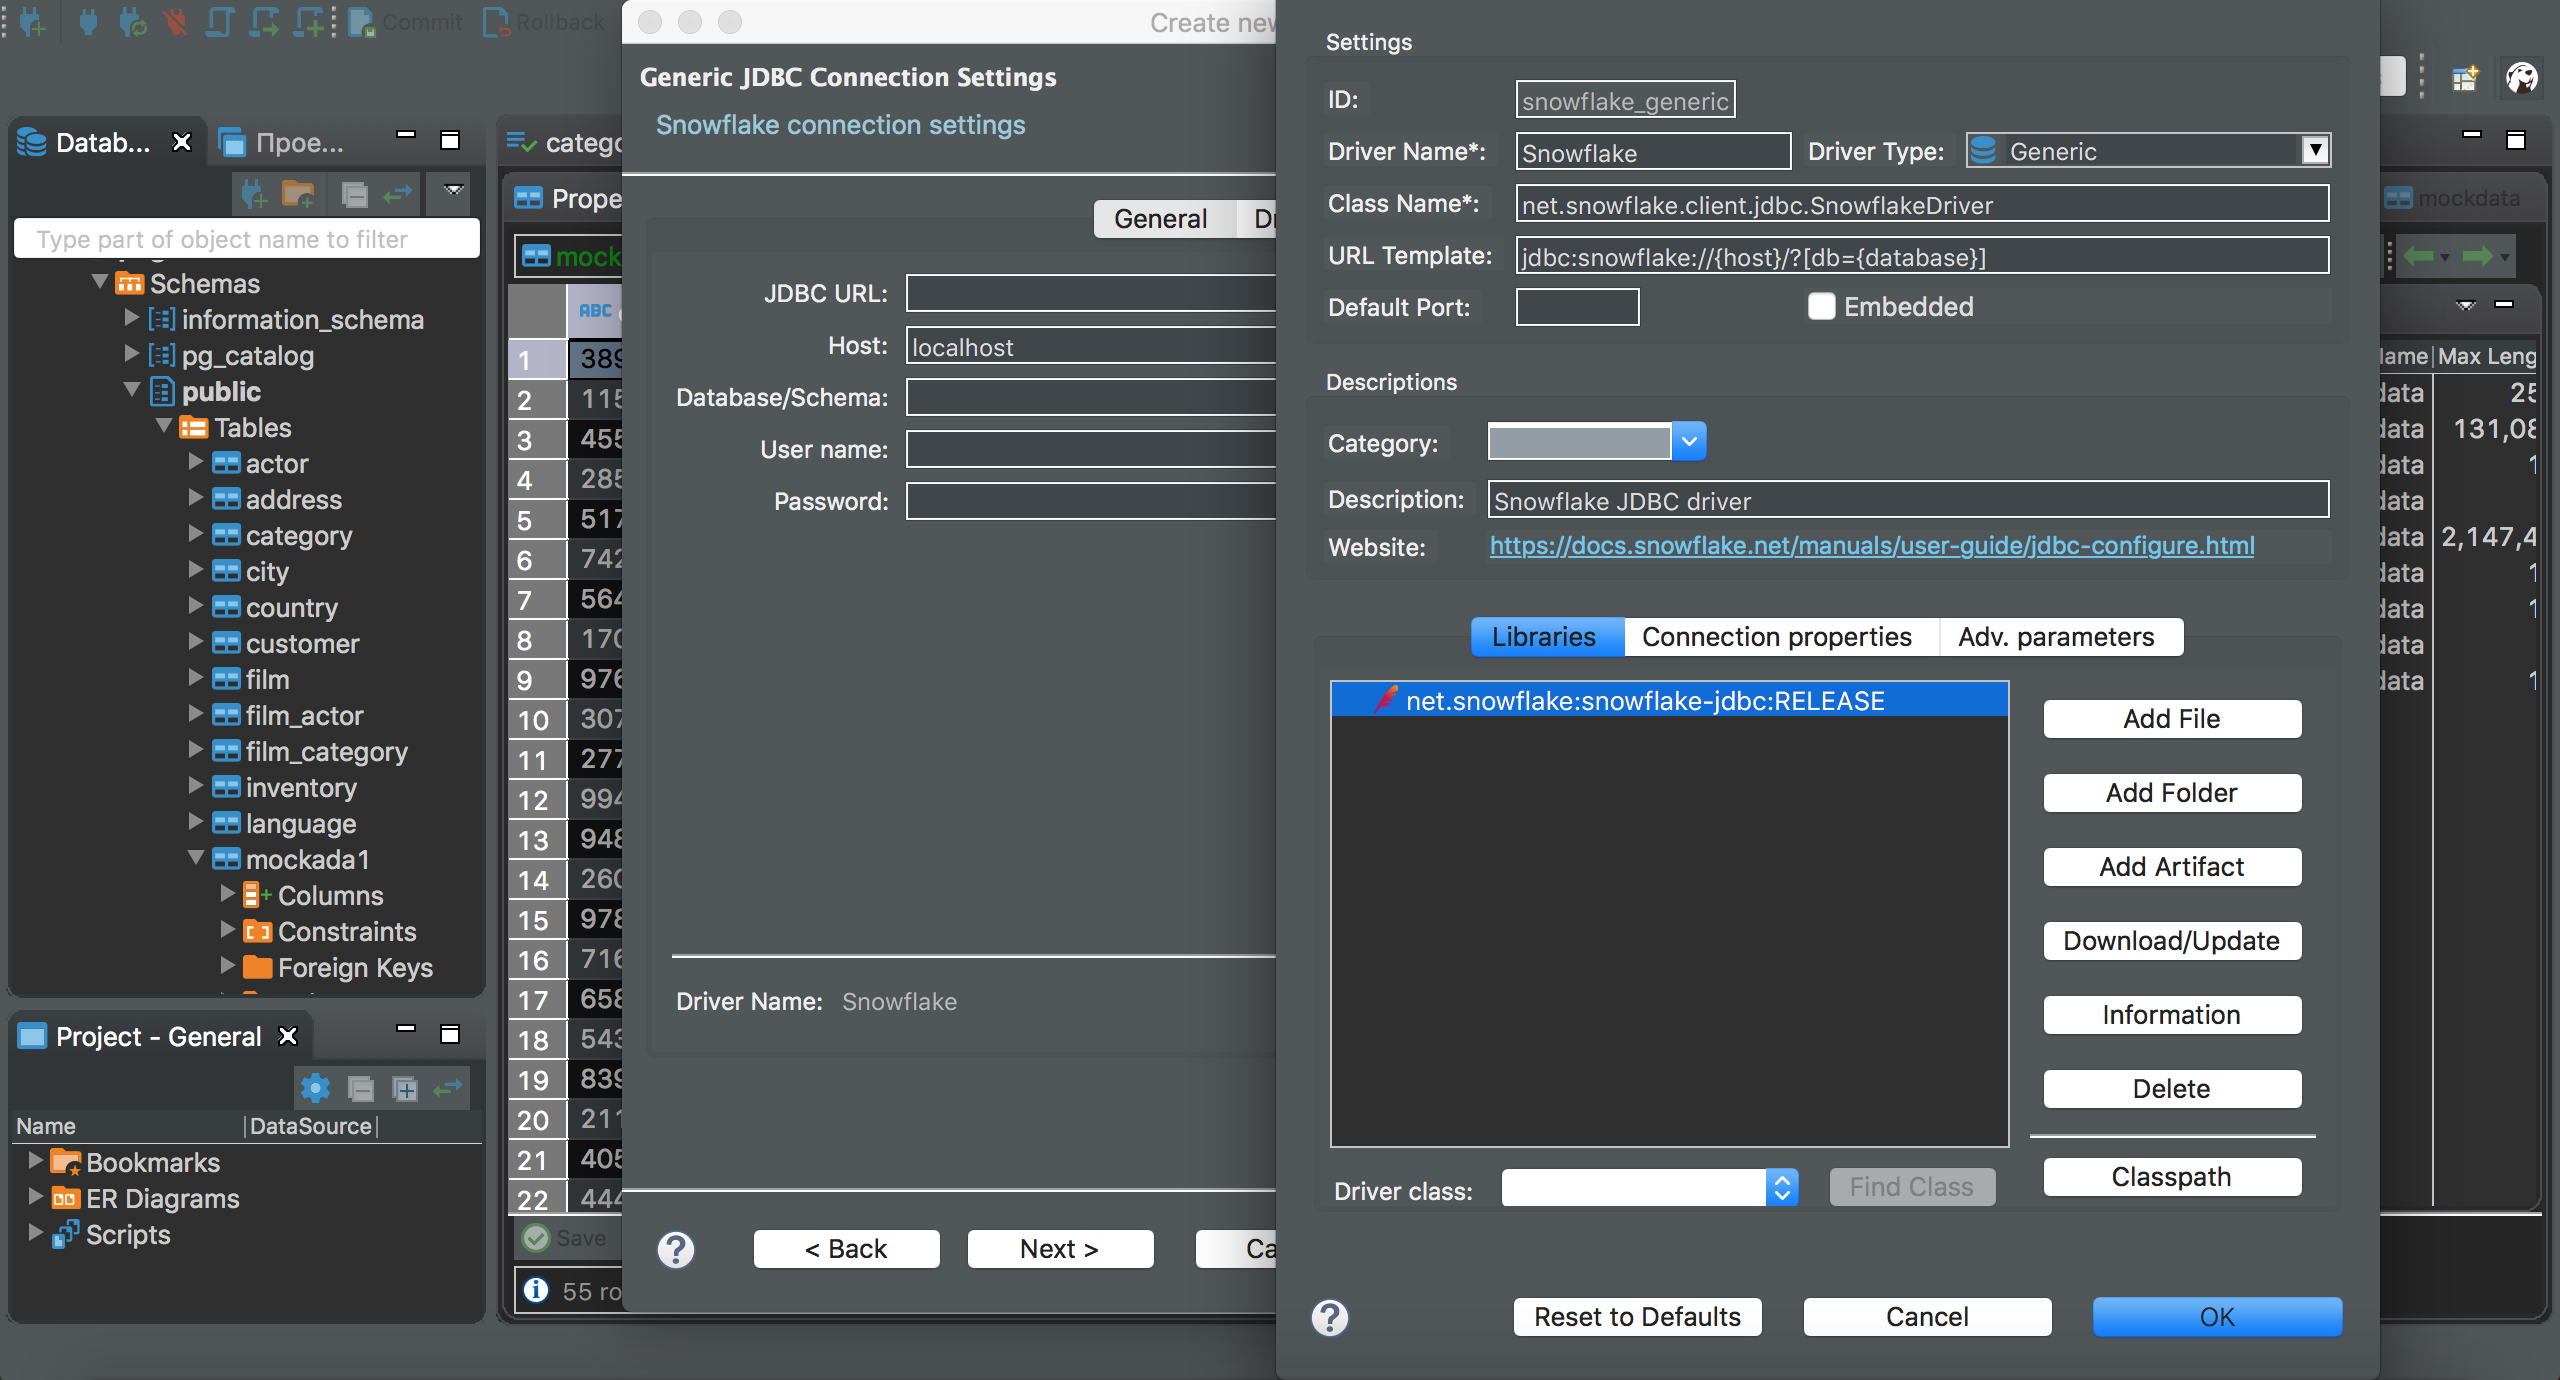 Commit
Rollback
Datab...
Прое...
Type part of object name to filter
Schemas
information_schema
pg_catalog
public
Tables
actor
address
category
city
country
customer
film
film_actor
film_category
inventory
language
mockada1
Columns
Constraints
Foreign Keys
Project - General
Name
DataSource
Bookmarks
ER Diagrams
Scripts
catego
Prope
mock
ABC
1 389
2 115
3 455
4 285
5 517
6 742
7 564
8 170
9 976
10 307
11 277
12 994
13 948
14 260
15 978
16 716
17 658
18 543
19 839
20 211
21 405
22 444
Save
55 ro
Create new
Generic JDBC Connection Settings
Snowflake connection settings
General
JDBC URL:
Host: localhost
Database/Schema:
User name:
Password:
Driver Name: Snowflake
?
< Back
Next >
Ca
Settings
ID: snowflake_generic
Driver Name*: Snowflake Driver Type: Generic
Class Name*: net.snowflake.client.jdbc.SnowflakeDriver
URL Template: jdbc:snowflake://{host}/?[db={database}]
Default Port: Embedded
Descriptions
Category:
Description: Snowflake JDBC driver
Website: https://docs.snowflake.net/manuals/user-guide/jdbc-configure.html
Libraries Connection properties Adv. parameters
net.snowflake:snowflake-jdbc:RELEASE
Add File
Add Folder
Add Artifact
Download/Update
Information
Delete
Classpath
Driver class:
Find Class
?
Reset to Defaults
Cancel
OK
mockdata
lame Max Leng
data 25
data 131,08
data 1
data
data 2,147,4
data 1
data 1
data
data 1